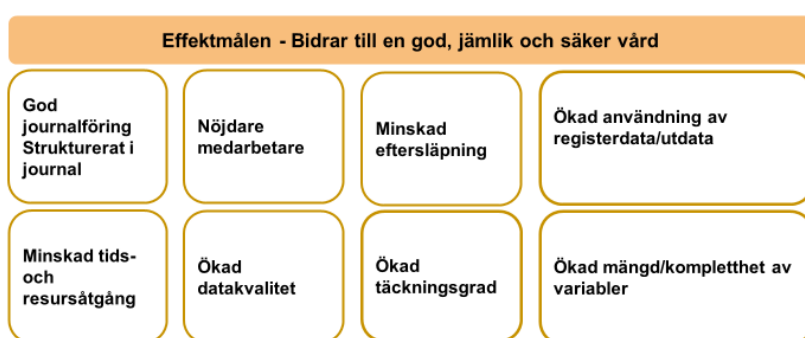 Effektmålen - Bidrar till en god, jämlik och säker vård
God
journalföring
Strukturerat i
journal
Nöjdare
medarbetare
Minskad
eftersläpning
Ökad användning av
registerdata/utdata
Minskad tids-
och
resursåtgång
Ökad
datakvalitet
Ökad
täckningsgrad
Ökad mängd/kompletthet av
variabler